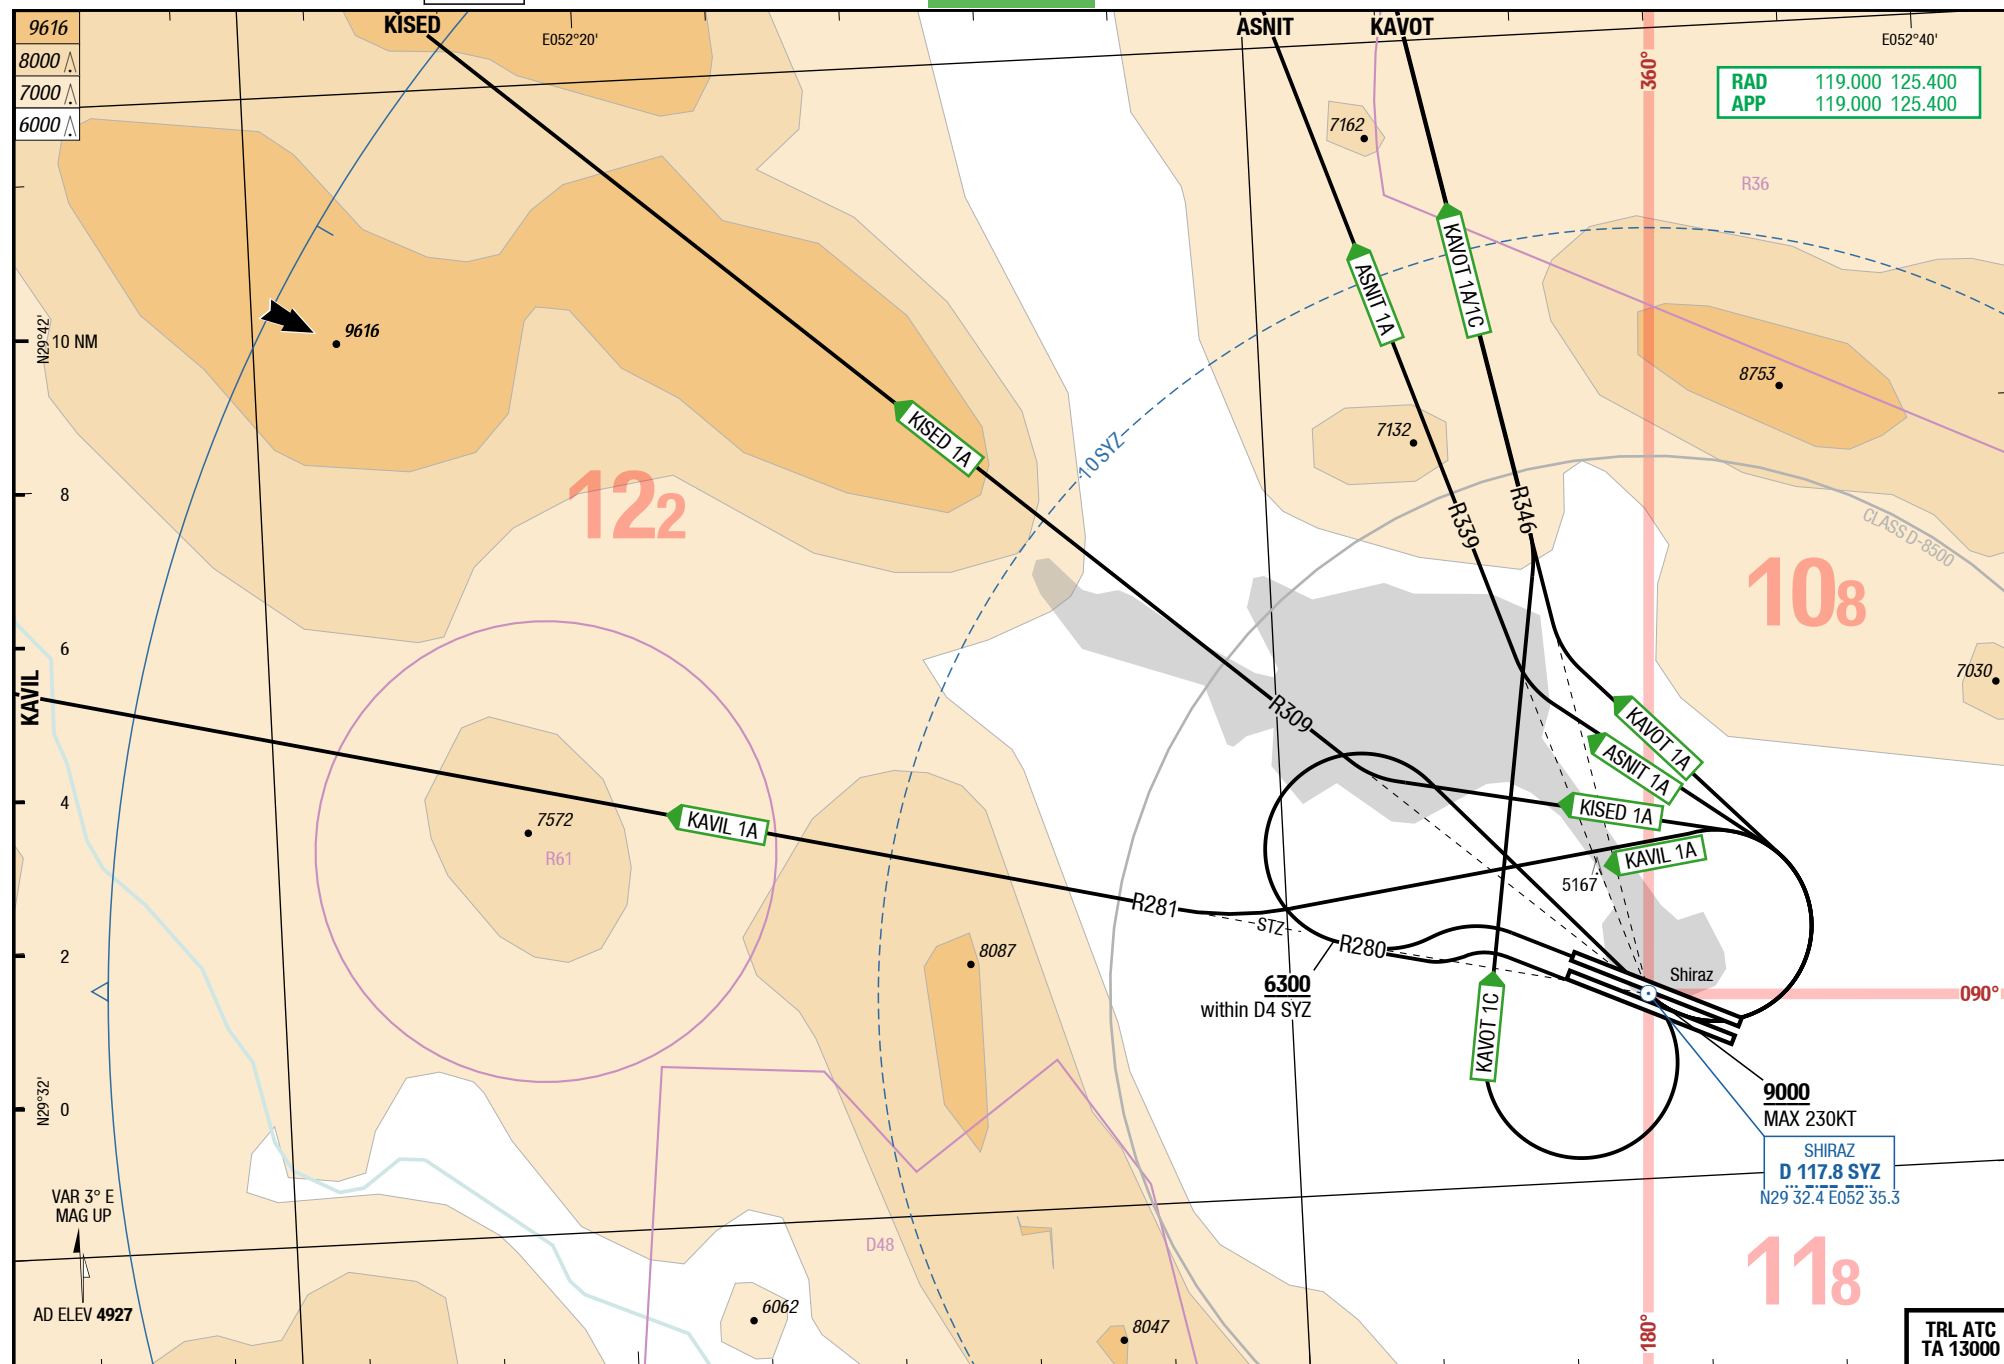 KISED
ASNIT
KAVOT
9616
8000
7000
6000
E052°20'
E052°40'
360°
RAD 119.000 125.400
APP 119.000 125.400
7162
R36
KAVOT 1A/1C
ASNIT 1A
N29°42'
10 NM
9616
8753
KISED 1A
7132
10 SYZ
8
122
R346
R339
CLASS D-8500
108
6
KAVIL
7030
R309
KAVOT 1A
ASNIT 1A
4
KISED 1A
7572
KAVIL 1A
R61
KAVIL 1A
5167
R281
STZ
R280
2
8087
Shiraz
6300
within D4 SYZ
090°
KAVOT 1C
N29°32'
0
9000
MAX 230KT
SHIRAZ
D 117.8 SYZ
N29 32.4 E052 35.3
VAR 3° E
MAG UP
D48
118
AD ELEV 4927
6062
8047
180°
TRL ATC
TA 13000